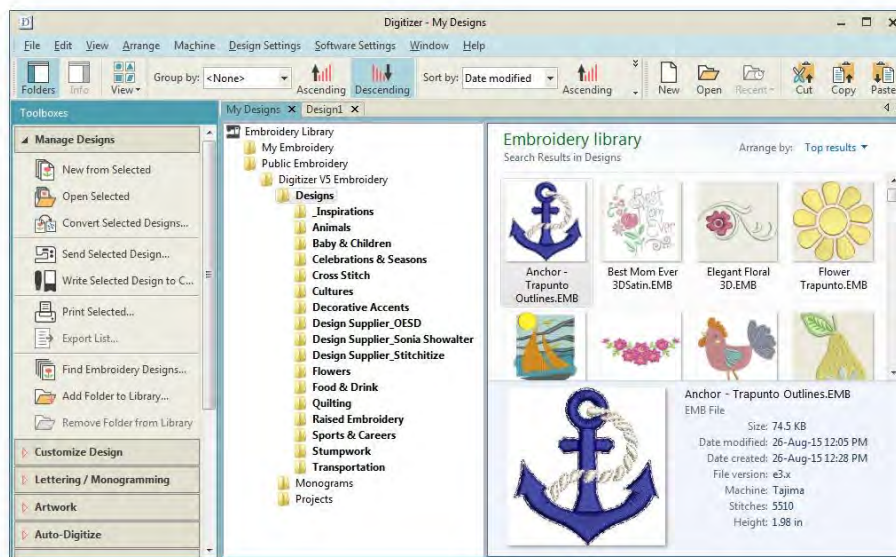 Digitizer - My Designs
File Edit View Arrange Machine Design Settings Software Settings Window Help
Folders Info View Group by: <None> Ascending Descending Sort by: Date modified Ascending New Open Recent Cut Copy Paste
Toolboxes
My Designs Design1
Manage Designs
New from Selected
Open Selected
Convert Selected Designs...
Send Selected Design...
Write Selected Design to C...
Print Selected...
Export List...
Find Embroidery Designs...
Add Folder to Library...
Remove Folder from Library
Customize Design
Lettering / Monogramming
Artwork
Auto-Digitize
Embroidery Library
My Embroidery
Public Embroidery
Digitizer V5 Embroidery
Designs
_Inspirations
Animals
Baby & Children
Celebrations & Seasons
Cross Stitch
Cultures
Decorative Accents
Design Supplier_OESD
Design Supplier_Sonia Showalter
Design Supplier_Stitchitize
Flowers
Food & Drink
Quilting
Raised Embroidery
Sports & Careers
Stumpwork
Transportation
Monograms
Projects
Embroidery library
Search Results in Designs
Arrange by: Top results
Best
Mom
Ever
Anchor -
Trapunto
Outlines.EMB
Best Mom Ever
3DSatin.EMB
Elegant Floral
3D.EMB
Flower
Trapunto.EMB
Anchor - Trapunto Outlines.EMB
EMB File
Size: 74.5 KB
Date modified: 26-Aug-15 12:05 PM
Date created: 26-Aug-15 12:28 PM
File version: e3.x
Machine: Tajima
Stitches: 5510
Height: 1.98 in